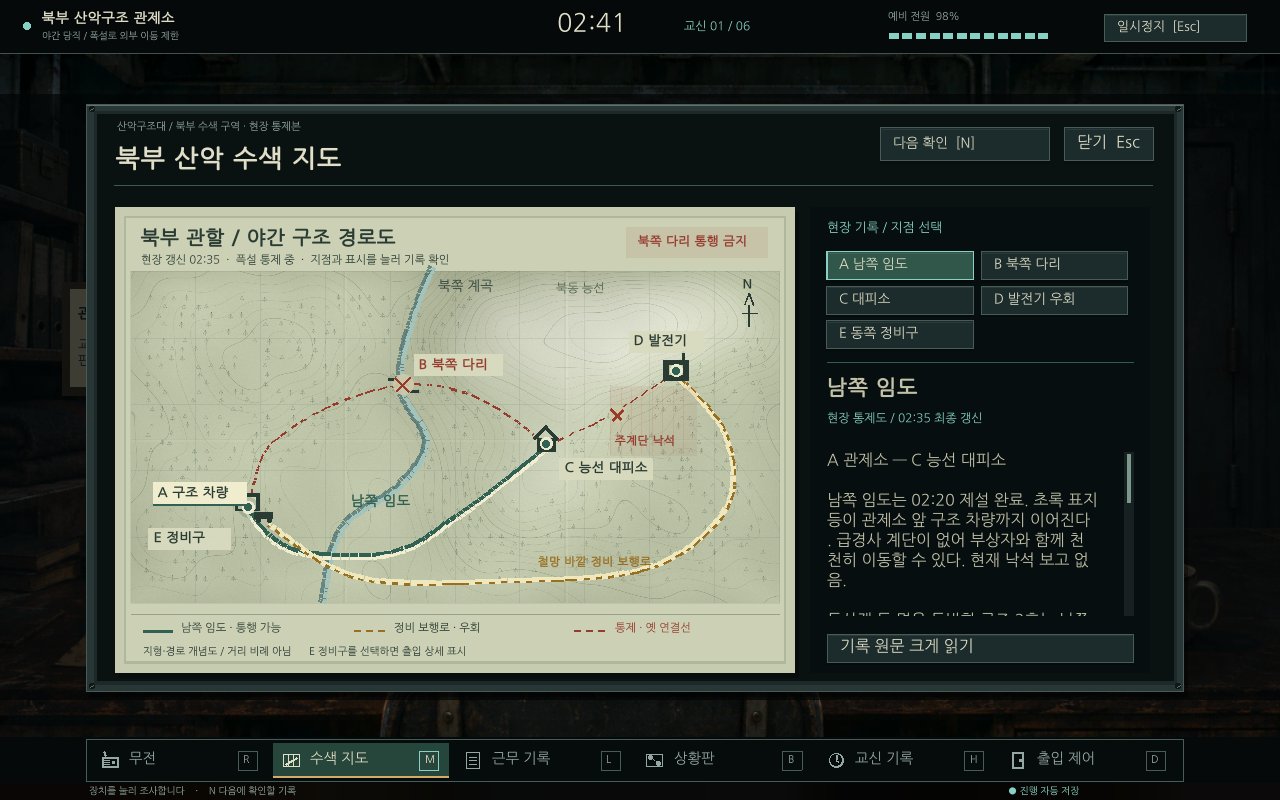 북부 산악구조 관제소
야간 당직 / 폭설로 외부 이동 제한
02:41
교신 01 / 06
예비 전원 98%
일시정지 [Esc]
산악구조대 / 북부 수색 구역 · 현장 통제본
북부 산악 수색 지도
다음 확인 [N]
닫기 Esc
북부 관할 / 야간 구조 경로도
현장 갱신 02:35 · 폭설 통제 중 · 지점과 표시를 눌러 기록 확인
북쪽 다리 통행 금지
북쪽 계곡
북동 능선
N
D 발전기
B 북쪽 다리
주계단 낙석
C 능선 대피소
A 구조 차량
남쪽 임도
E 정비구
철망 바깥 정비 보행로
남쪽 임도 · 통행 가능
정비 보행로 · 우회
통제 · 옛 연결선
지형·경로 개념도 / 거리 비례 아님
E 정비구를 선택하면 출입 상세 표시
현장 기록 / 지점 선택
A 남쪽 임도
B 북쪽 다리
C 대피소
D 발전기 우회
E 동쪽 정비구
남쪽 임도
현장 통제도 / 02:35 최종 갱신
A 관제소 — C 능선 대피소
남쪽 임도는 02:20 제설 완료. 초록 표지
등이 관제소 앞 구조 차량까지 이어진다
. 급경사 계단이 없어 부상자와 함께 천
천히 이동할 수 있다. 현재 낙석 보고 없
음.
기록 원문 크게 읽기
무전 R
수색 지도 M
근무 기록 L
상황판 B
교신 기록 H
출입 제어 D
장치를 눌러 조사합니다 · N 다음에 확인할 기록
진행 자동 저장